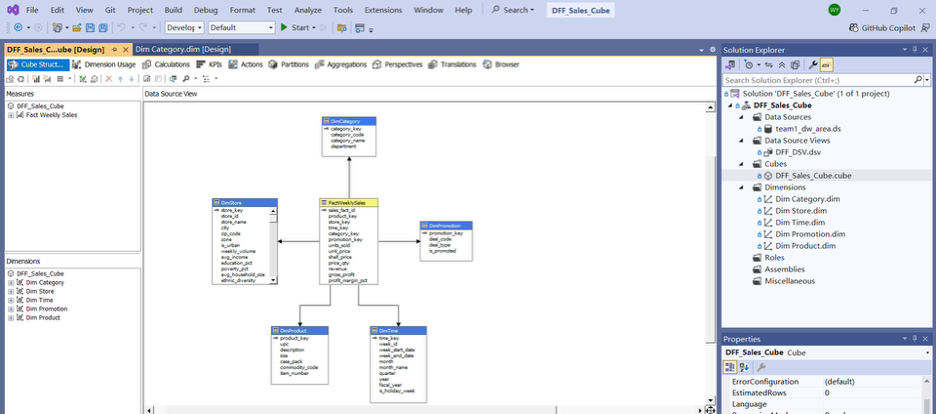 File Edit View Git Project Build Debug Format Test Analyze Tools Extensions Window Help Search DFF_Sales_Cube WY
Develop Default Start GitHub Copilot
DFF_Sales_C...ube [Design] Dim Category.dim [Design]
Cube Struct... Dimension Usage Calculations KPIs Actions Partitions Aggregations Perspectives Translations Browser
Measures
DFF_Sales_Cube
Fact Weekly Sales
Dimensions
DFF_Sales_Cube
Dim Category
Dim Store
Dim Time
Dim Promotion
Dim Product
Data Source View
DimCategory
category_key
category_code
category_name
department
DimStore
store_key
store_id
store_name
city
zip_code
zone
is_urban
weekly_volume
avg_income
education_pct
poverty_pct
avg_household_size
ethnic_diversity
FactWeeklySales
sales_fact_id
product_key
store_key
time_key
category_key
promotion_key
units_sold
unit_price
shelf_price
price_qty
revenue
gross_profit
profit_margin_pct
DimPromotion
promotion_key
deal_code
deal_type
is_promoted
DimProduct
product_key
upc
description
size
case_pack
commodity_code
item_number
DimTime
time_key
week_id
week_start_date
week_end_date
month
month_name
quarter
year
fiscal_year
is_holiday_week
Solution Explorer
Search Solution Explorer (Ctrl+;)
Solution 'DFF_Sales_Cube' (1 of 1 project)
DFF_Sales_Cube
Data Sources
team1_dw_area.ds
Data Source Views
DFF_DSV.dsv
Cubes
DFF_Sales_Cube.cube
Dimensions
Dim Category.dim
Dim Store.dim
Dim Time.dim
Dim Promotion.dim
Dim Product.dim
Roles
Assemblies
Miscellaneous
Properties
DFF_Sales_Cube Cube
ErrorConfiguration (default)
EstimatedRows 0
Language